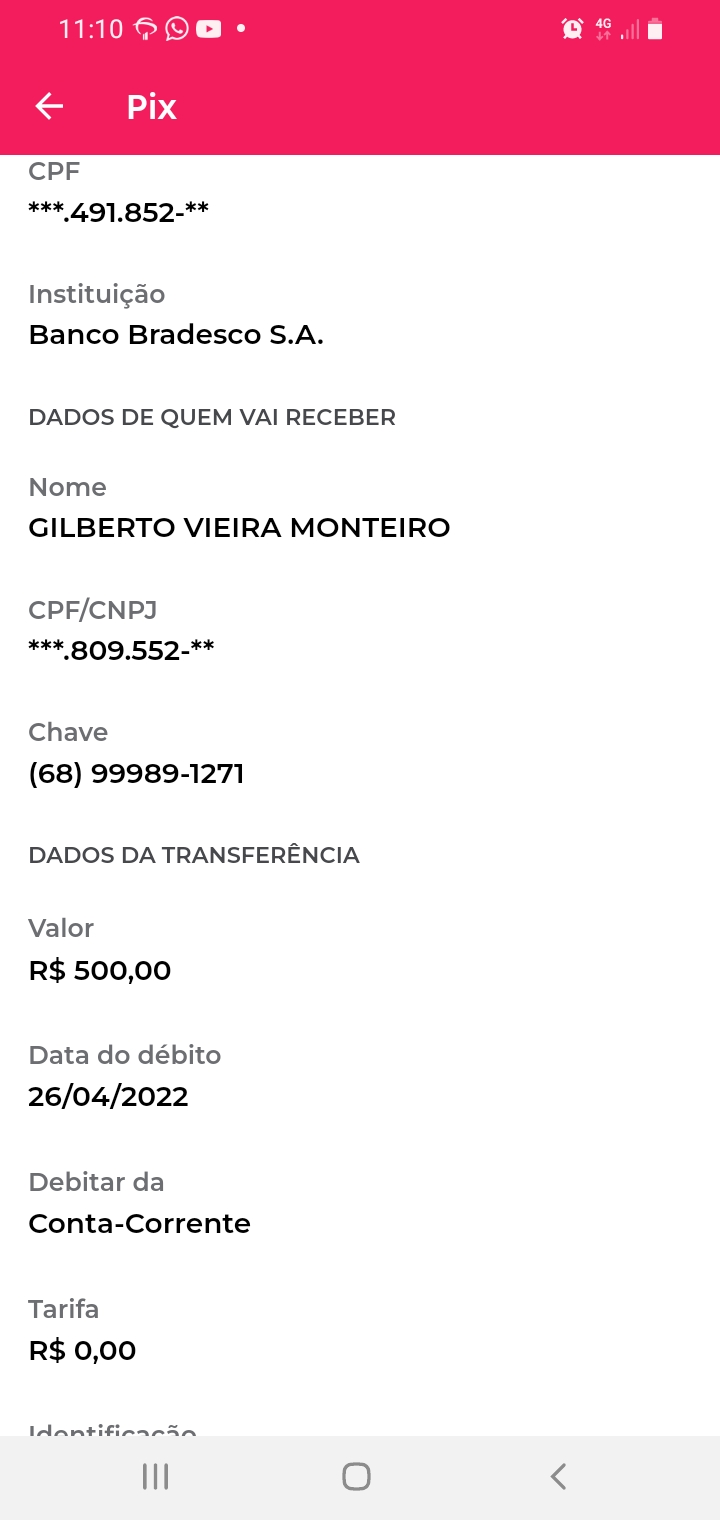 11:10
4G
Pix
CPF
***.491.852-**
Instituição
Banco Bradesco S.A.
DADOS DE QUEM VAI RECEBER
Nome
GILBERTO VIEIRA MONTEIRO
CPF/CNPJ
***.809.552-**
Chave
(68) 99989-1271
DADOS DA TRANSFERÊNCIA
Valor
R$ 500,00
Data do débito
26/04/2022
Debitar da
Conta-Corrente
Tarifa
R$ 0,00
Identificação